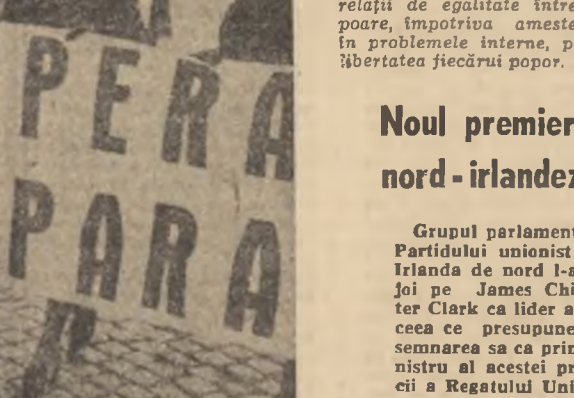 PERA
PARA
relații de egalitate între
poare, împotriva ameste
în problemele interne, p
libertatea fiecărui popor.
Noul premier
nord-irlandez
Grupul parlament
Partidului unionist
Irlanda de nord l-a
joi pe James Chi
ter Clark ca lider a
ceea ce presupune
semnarea sa ca prim
nistru al acestei pr
cii a Regatului Uni